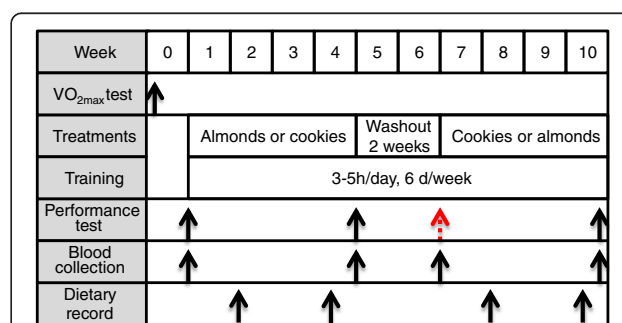 Week 0 1 2 3 4 5 6 7 8 9 10
VO2max test
Treatments Almonds or cookies Washout 2 weeks Cookies or almonds
Training 3-5h/day, 6 d/week
Performance
test
Blood
collection
Dietary
record